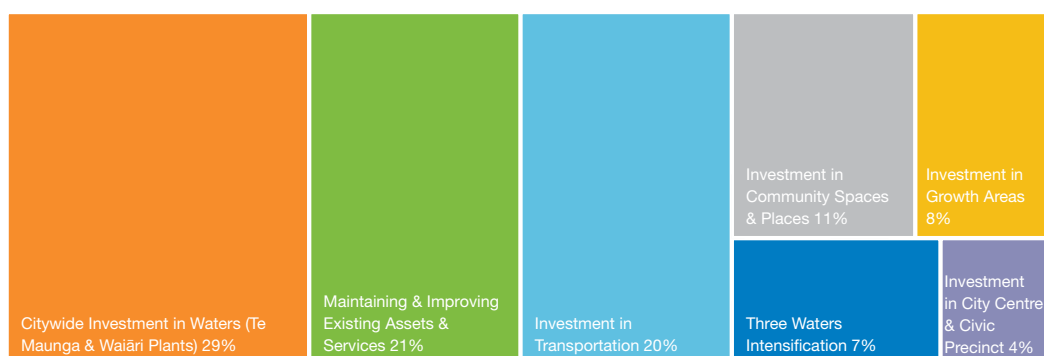 Citywide Investment in Waters (Te
Maunga & Waiāri Plants) 29%
Maintaining & Improving
Existing Assets &
Services 21%
Investment in
Transportation 20%
Investment in
Community Spaces
& Places 11%
Investment in
Growth Areas
8%
Three Waters
Intensification 7%
Investment
in City Centre
& Civic
Precinct 4%